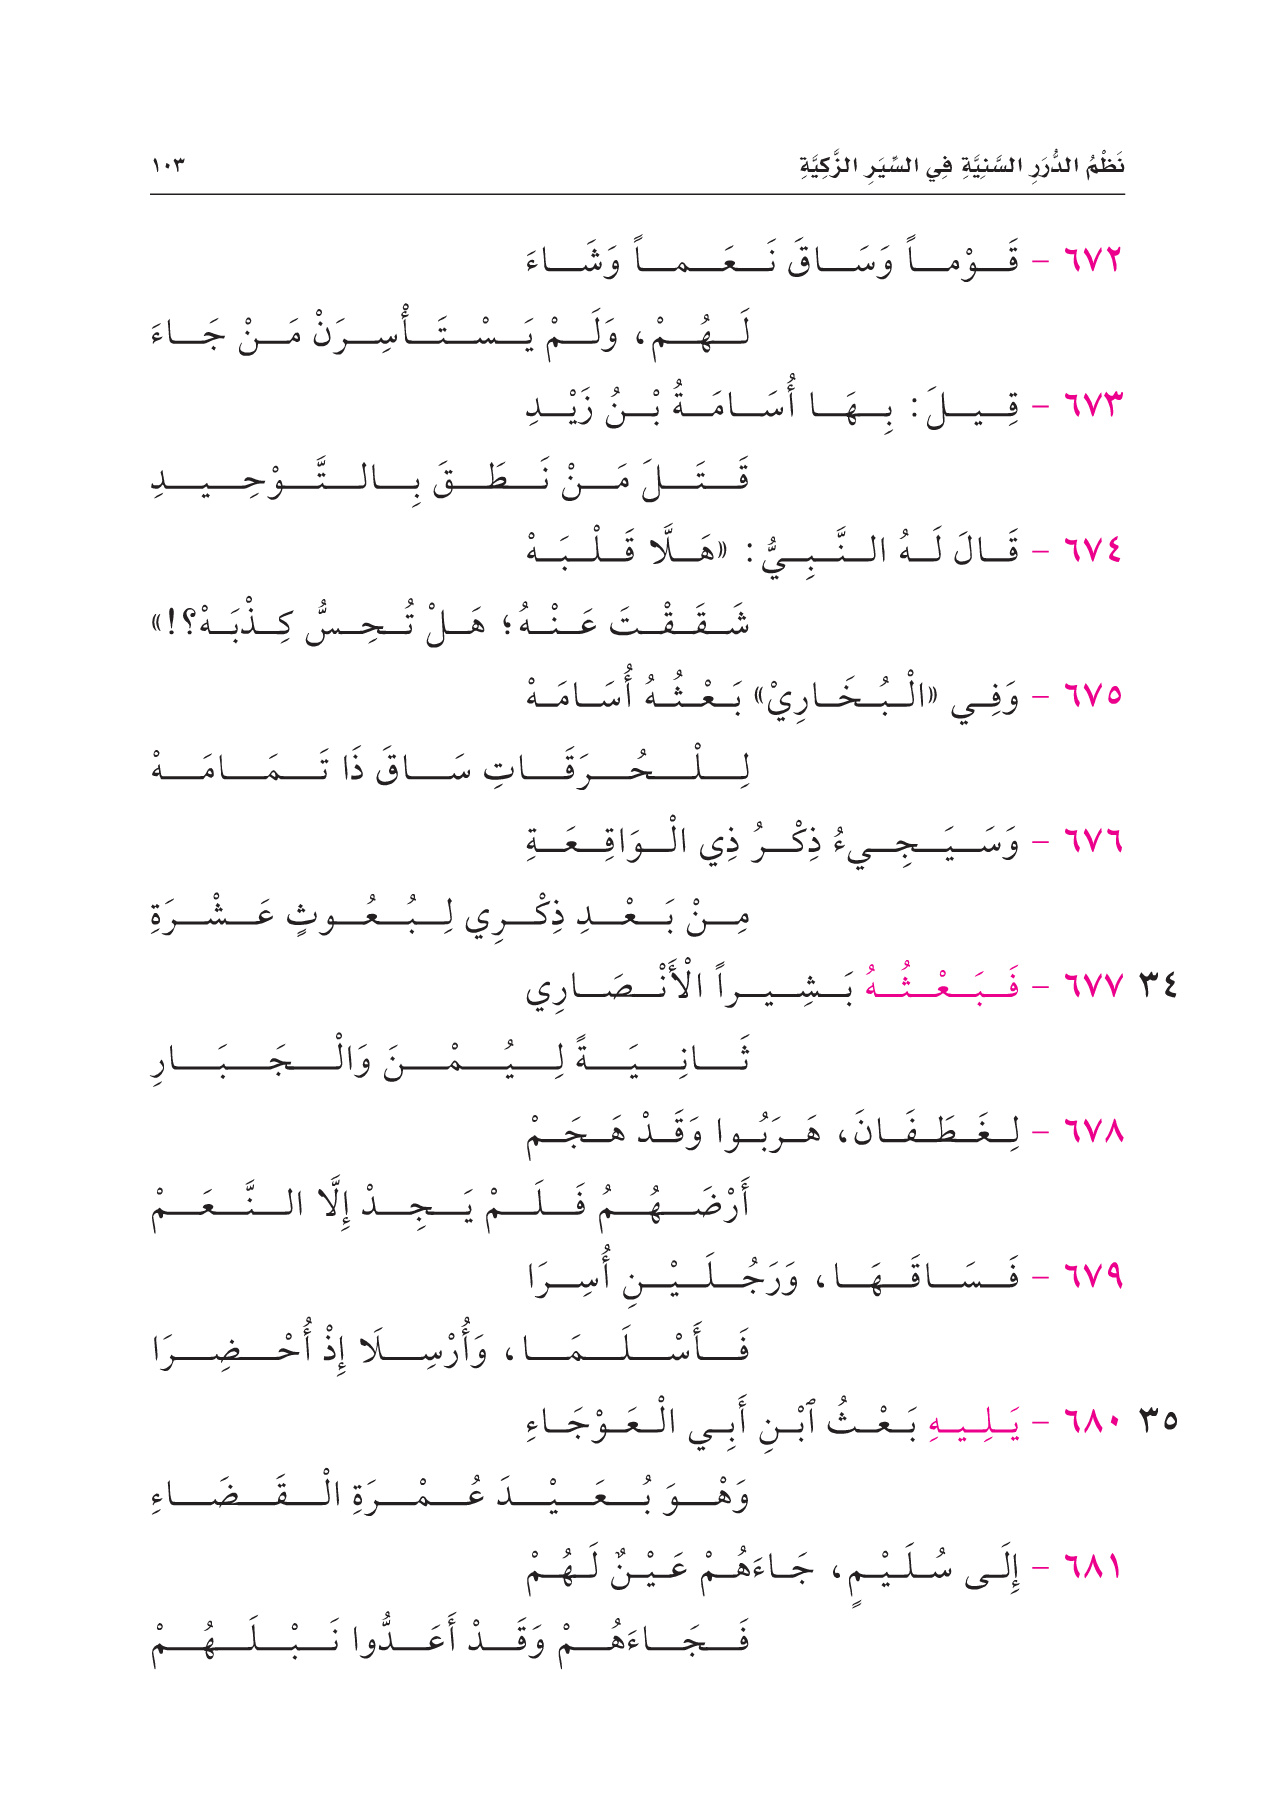 نَظْمُ الدُّرَرِ السَّنِيَّةِ فِي السِّيَرِ الزَّكِيَّةِ ١٠٣
٦٧٢ - قَوْماً وَسَاقَ نَعَماً وَشَاءَ
لَهُمْ، وَلَمْ يَسْتَأْسِرَنْ مَنْ جَاءَ
٦٧٣ - قِيلَ: بِهَا أُسَامَةُ بْنُ زَيْدِ
قَتَلَ مَنْ نَطَقَ بِالتَّوْحِيدِ
٦٧٤ - قَالَ لَهُ النَّبِيُّ: «هَلَّا قَلْبَهْ
شَقَقْتَ عَنْهُ؛ هَلْ تُحِسُّ كِذْبَهْ؟!»
٦٧٥ - وَفِي «الْبُخَارِيْ» بَعْثُهُ أُسَامَهْ
لِلْحُرَقَاتِ سَاقَ ذَا تَمَامَهْ
٦٧٦ - وَسَيَجِيءُ ذِكْرُ ذِي الْوَاقِعَةِ
مِنْ بَعْدِ ذِكْرِي لِبُعُوثٍ عَشْرَةِ
٣٤ ٦٧٧ - فَبَعْثُهُ بَشِيراً الْأَنْصَارِي
ثَانِيَةً لِيُمْنَ وَالْجَبَارِ
٦٧٨ - لِغَطَفَانَ، هَرَبُوا وَقَدْ هَجَمْ
أَرْضَهُمُ فَلَمْ يَجِدْ إِلَّا النَّعَمْ
٦٧٩ - فَسَاقَهَا، وَرَجُلَيْنِ أُسِرَا
فَأَسْلَمَا، وَأُرْسِلَا إِذْ أُحْضِرَا
٣٥ ٦٨٠ - يَلِيهِ بَعْثُ ٱبْنِ أَبِي الْعَوْجَاءِ
وَهْوَ بُعَيْدَ عُمْرَةِ الْقَضَاءِ
٦٨١ - إِلَى سُلَيْمٍ، جَاءَهُمْ عَيْنٌ لَهُمْ
فَجَاءَهُمْ وَقَدْ أَعَدُّوا نَبْلَهُمْ